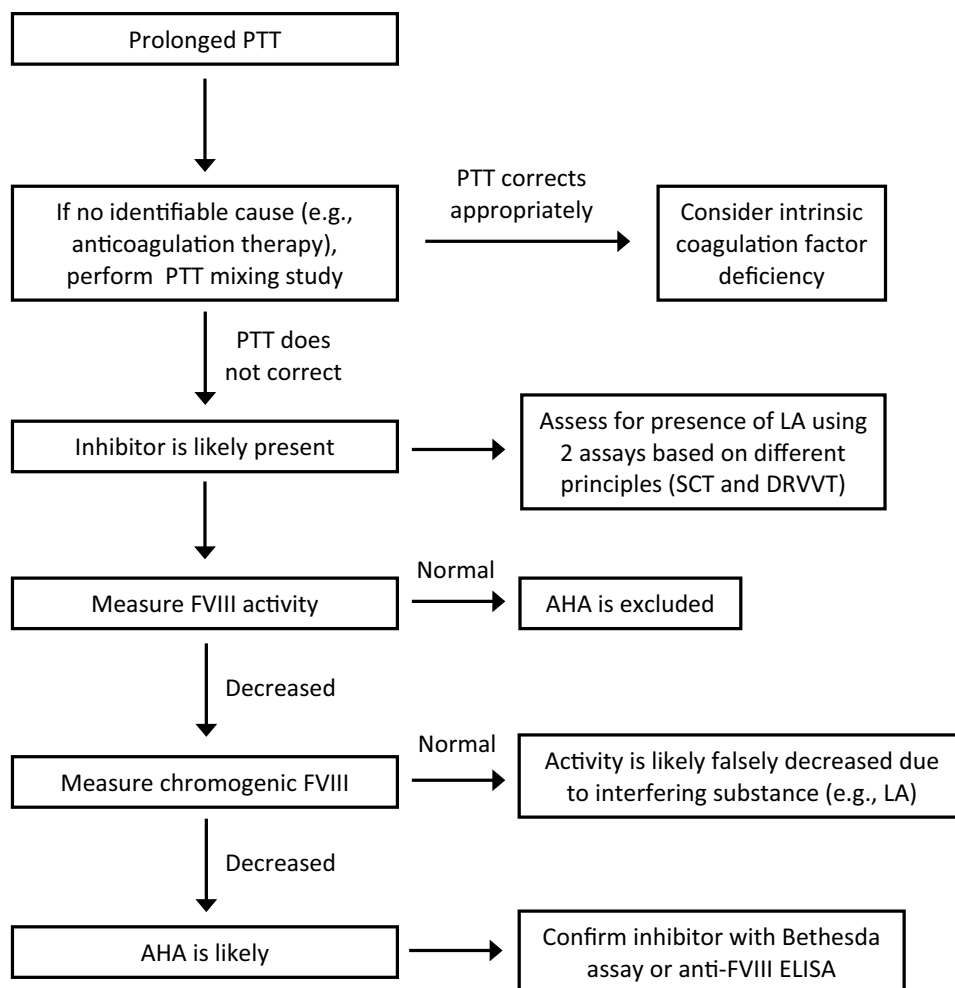 Prolonged PTT
If no identifiable cause (e.g.,
anticoagulation therapy),
perform PTT mixing study
PTT corrects
appropriately
Consider intrinsic
coagulation factor
deficiency
PTT does
not correct
Inhibitor is likely present
Assess for presence of LA using
2 assays based on different
principles (SCT and DRVVT)
Measure FVIII activity
Normal
AHA is excluded
Decreased
Measure chromogenic FVIII
Normal
Activity is likely falsely decreased due
to interfering substance (e.g., LA)
Decreased
AHA is likely
Confirm inhibitor with Bethesda
assay or anti-FVIII ELISA